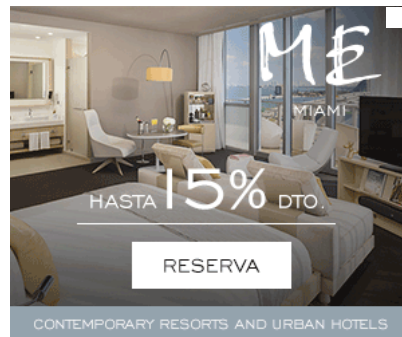 ME
MIAMI
HASTA 15% DTO.
RESERVA
CONTEMPORARY RESORTS AND URBAN HOTELS